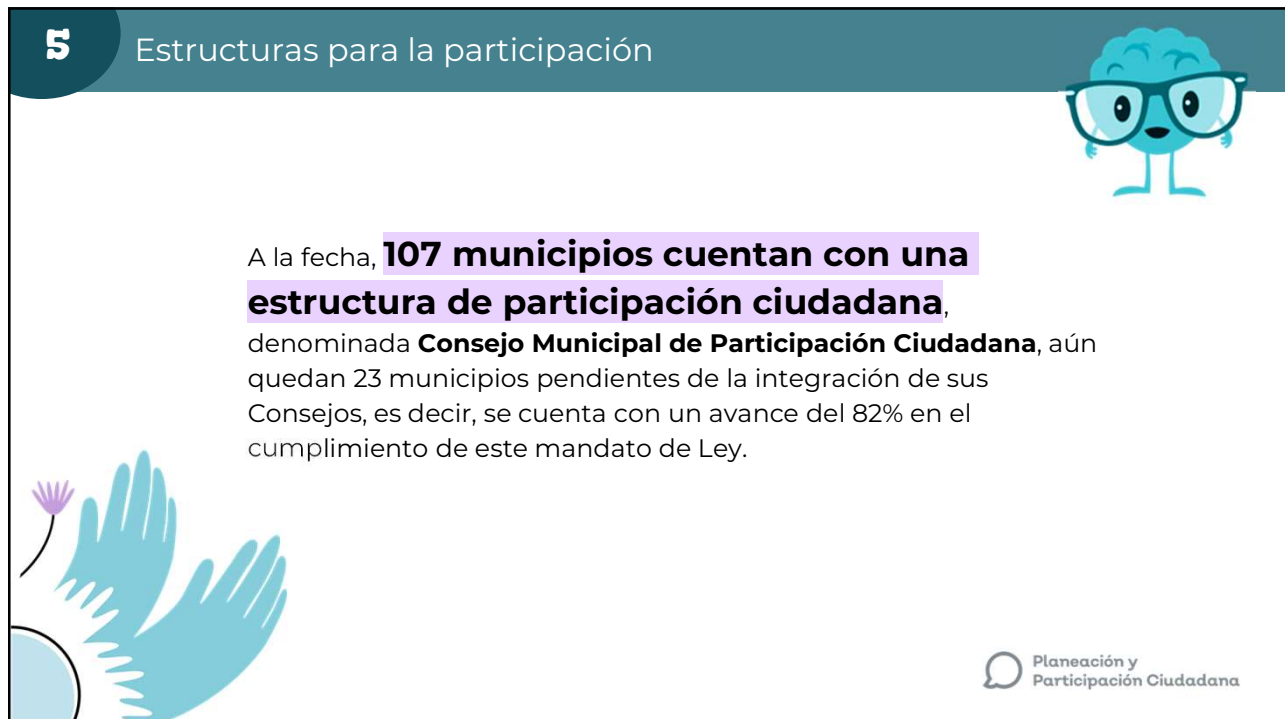 5
Estructuras para la participación
A la fecha, 107 municipios cuentan con una
estructura de participación ciudadana,
denominada Consejo Municipal de Participación Ciudadana, aún
quedan 23 municipios pendientes de la integración de sus
Consejos, es decir, se cuenta con un avance del 82% en el
cumplimiento de este mandato de Ley.
Planeación y
Participación Ciudadana